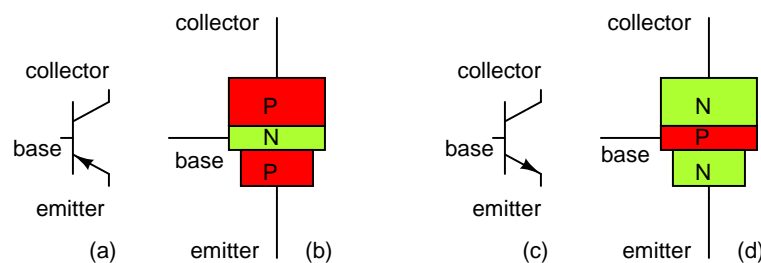 collector
base
emitter
(a)
collector
P
N
P
base
emitter
(b)
collector
base
emitter
(c)
collector
N
P
N
base
emitter
(d)